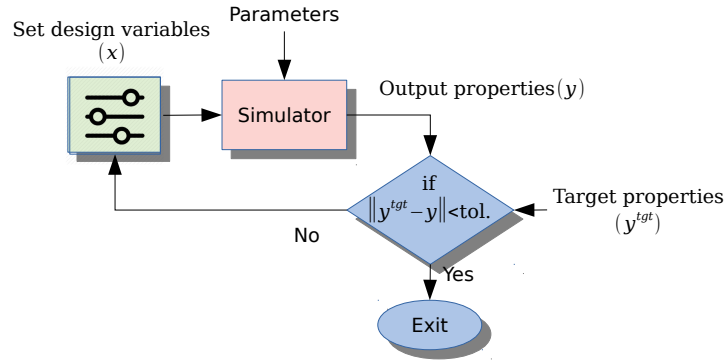 Parameters
Set design variables
(x)
Simulator
Output properties(y)
if
‖y^tgt−y‖<tol.
Target properties
(y^tgt)
No
Yes
Exit